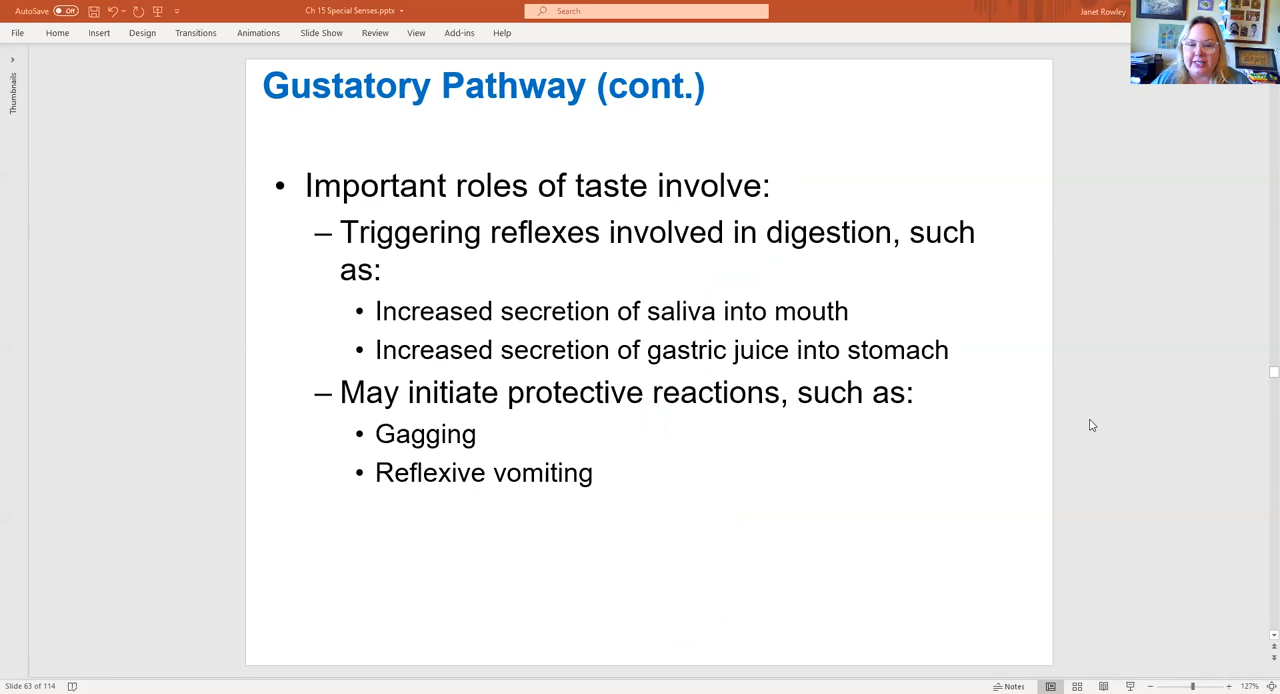 AutoSave Off
Ch 15 Special Senses.pptx
Search
Janet Rowley
File Home Insert Design Transitions Animations Slide Show Review View Add-ins Help
Thumbnails
Gustatory Pathway (cont.)
• Important roles of taste involve:
– Triggering reflexes involved in digestion, such
as:
• Increased secretion of saliva into mouth
• Increased secretion of gastric juice into stomach
– May initiate protective reactions, such as:
• Gagging
• Reflexive vomiting
Slide 63 of 114
Notes
127%